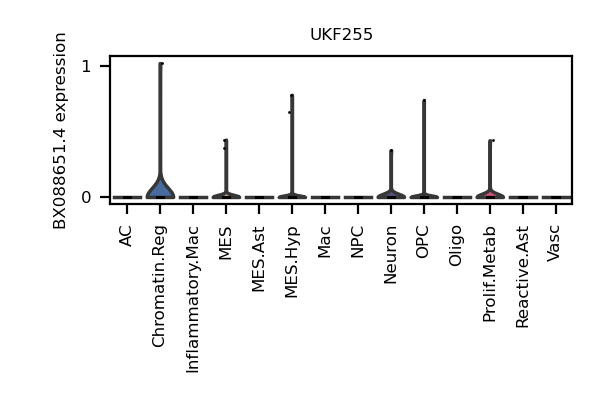 UKF255
BX088651.4 expression
1
0
AC
Chromatin.Reg
Inflammatory.Mac
MES
MES.Ast
MES.Hyp
Mac
NPC
Neuron
OPC
Oligo
Prolif.Metab
Reactive.Ast
Vasc